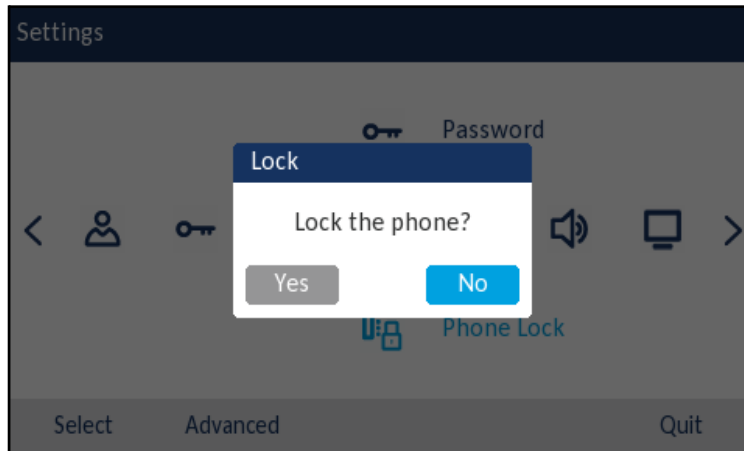 Settings
Password
Lock
Lock the phone?
Yes No
Phone Lock
Select Advanced Quit